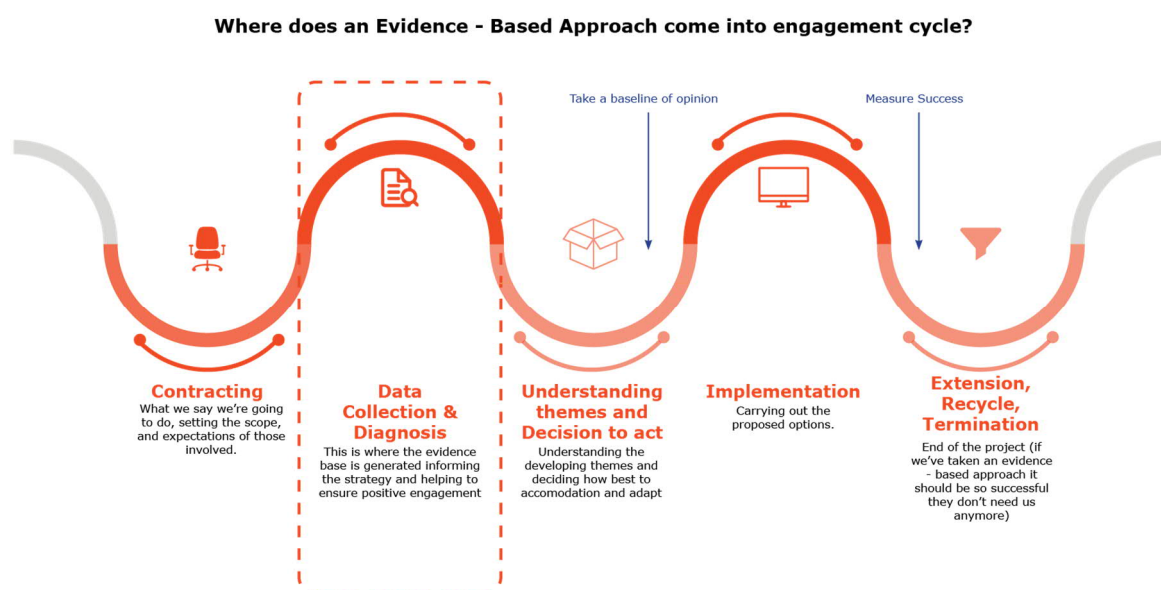 Where does an Evidence - Based Approach come into engagement cycle?
Take a baseline of opinion
Measure Success
Contracting
What we say we're going
to do, setting the scope,
and expectations of those
involved.
Data
Collection &
Diagnosis
This is where the evidence
base is generated informing
the strategy and helping to
ensure positive engagement
Understanding
themes and
Decision to act
Understanding the
developing themes and
deciding how best to
accomodation and adapt
Implementation
Carrying out the
proposed options.
Extension,
Recycle,
Termination
End of the project (if
we've taken an evidence
- based approach it
should be so successful
they don't need us
anymore)